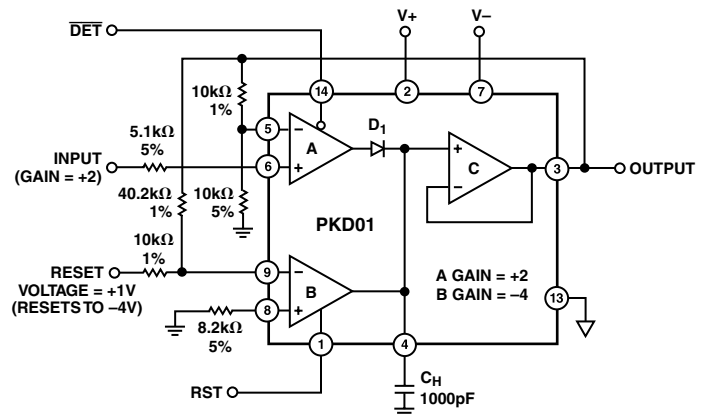 DET
V+
V–
10kΩ
1%
14
2
7
D1
5
–
A
+
6
5.1kΩ
5%
INPUT
(GAIN = +2)
40.2kΩ
1%
10kΩ
5%
+
C
–
3
OUTPUT
PKD01
10kΩ
1%
RESET
VOLTAGE = +1V
(RESETS TO –4V)
9
–
B
+
8
8.2kΩ
5%
A GAIN = +2
B GAIN = –4
13
1
4
RST
CH
1000pF